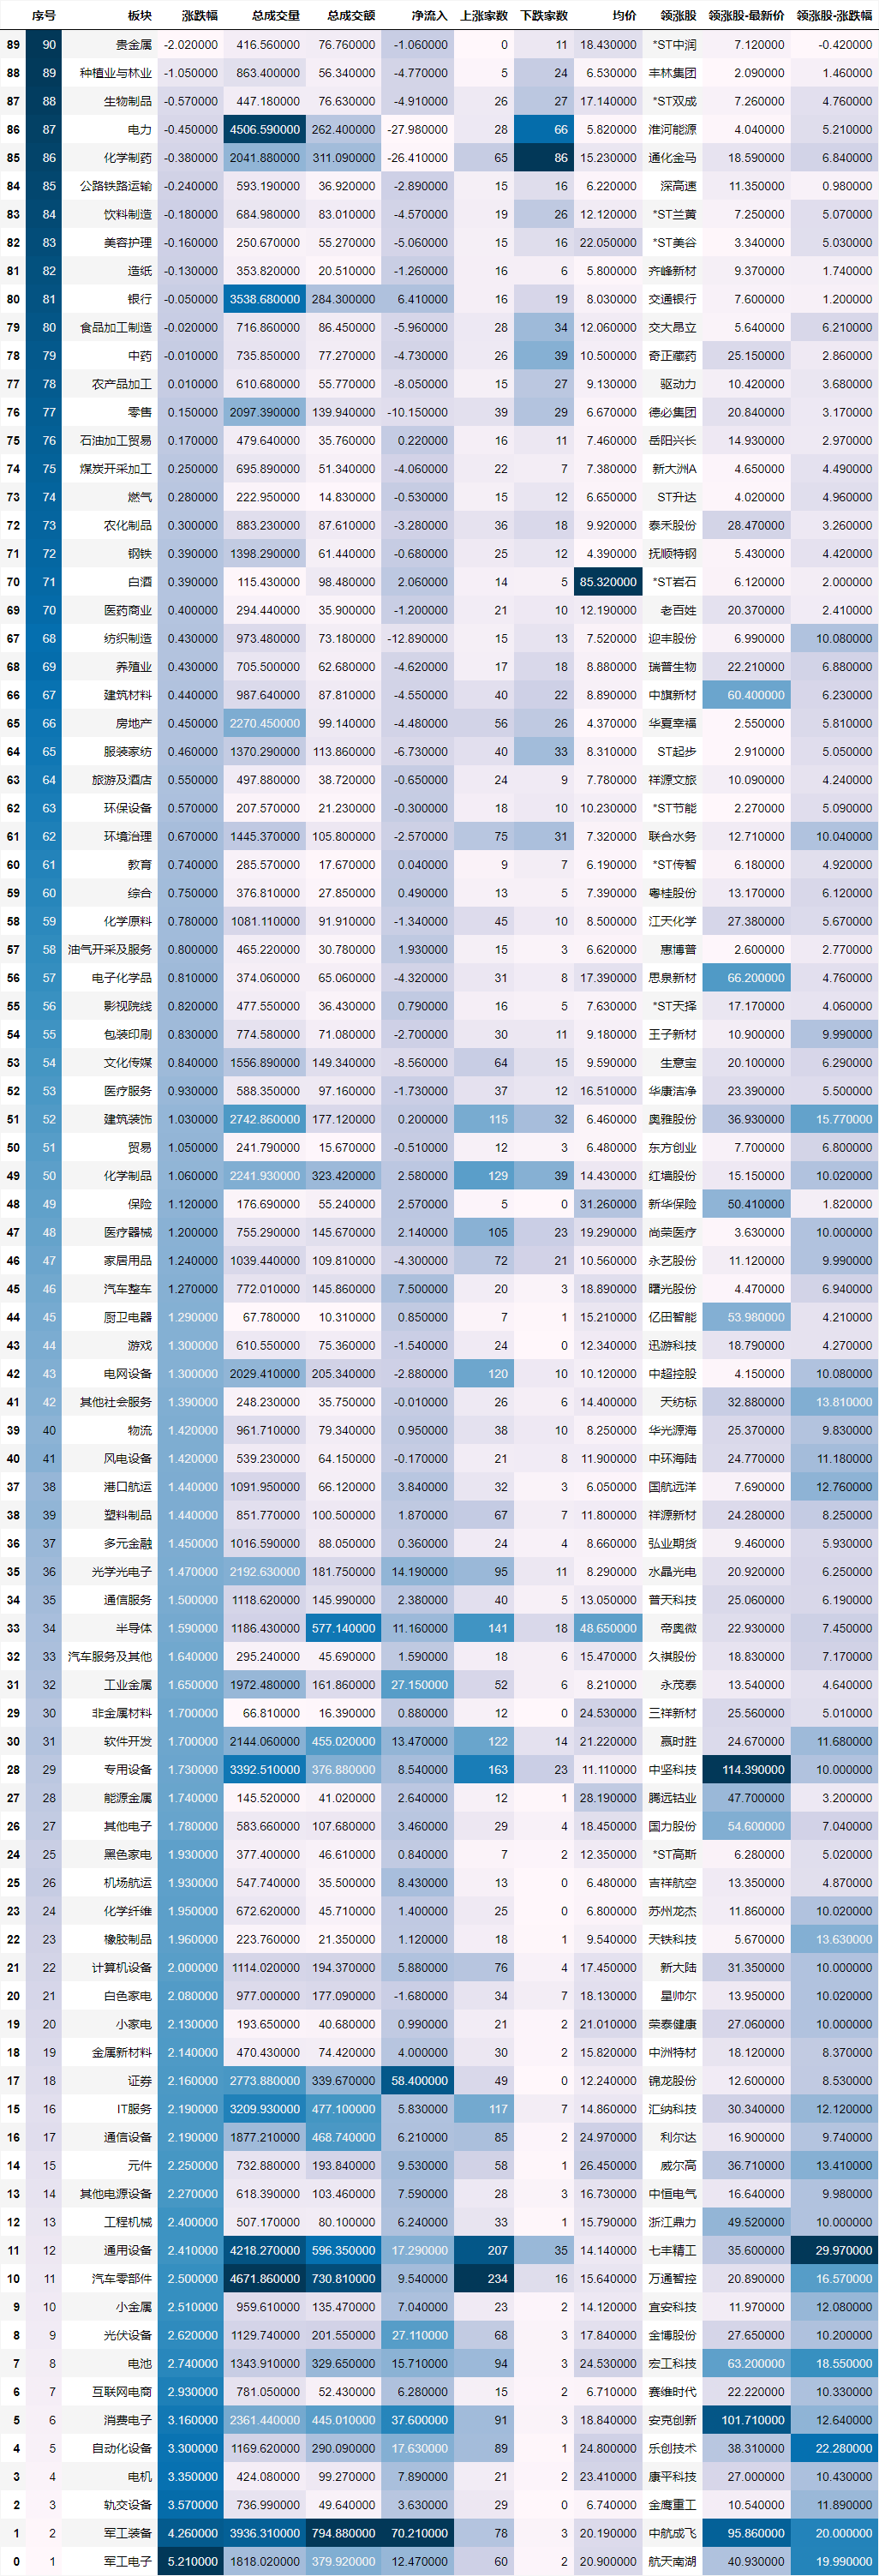 序号 板块 涨跌幅 总成交量 总成交额 净流入 上涨家数 下跌家数 均价 领涨股 领涨股-最新价 领涨股-涨跌幅
89 90 贵金属 -2.020000 416.560000 76.760000 -1.060000 0 11 18.430000 *ST中润 7.120000 -0.420000
88 89 种植业与林业 -1.050000 863.400000 56.340000 -4.770000 5 24 6.530000 丰林集团 2.090000 1.460000
87 88 生物制品 -0.570000 447.180000 76.630000 -4.910000 26 27 17.140000 *ST双成 7.260000 4.760000
86 87 电力 -0.450000 4506.590000 262.400000 -27.980000 28 66 5.820000 淮河能源 4.040000 5.210000
85 86 化学制药 -0.380000 2041.880000 311.090000 -26.410000 65 86 15.230000 通化金马 18.590000 6.840000
84 85 公路铁路运输 -0.240000 593.190000 36.920000 -2.890000 15 16 6.220000 深高速 11.350000 0.980000
83 84 饮料制造 -0.180000 684.980000 83.010000 -4.570000 19 26 12.120000 *ST兰黄 7.250000 5.070000
82 83 美容护理 -0.160000 250.670000 55.270000 -5.060000 15 16 22.050000 *ST美谷 3.340000 5.030000
81 82 造纸 -0.130000 353.820000 20.510000 -1.260000 16 6 5.800000 齐峰新材 9.370000 1.740000
80 81 银行 -0.050000 3538.680000 284.300000 6.410000 16 19 8.030000 交通银行 7.600000 1.200000
79 80 食品加工制造 -0.020000 716.860000 86.450000 -5.960000 28 34 12.060000 交大昂立 5.640000 6.210000
78 79 中药 -0.010000 735.850000 77.270000 -4.730000 26 39 10.500000 奇正藏药 25.150000 2.860000
77 78 农产品加工 0.010000 610.680000 55.770000 -8.050000 15 27 9.130000 驱动力 10.420000 3.680000
76 77 零售 0.150000 2097.390000 139.940000 -10.150000 39 29 6.670000 德必集团 20.840000 3.170000
75 76 石油加工贸易 0.170000 479.640000 35.760000 0.220000 16 11 7.460000 岳阳兴长 14.930000 2.970000
74 75 煤炭开采加工 0.250000 695.890000 51.340000 -4.060000 22 7 7.380000 新大洲A 4.650000 4.490000
73 74 燃气 0.280000 222.950000 14.830000 -0.530000 15 12 6.650000 ST升达 4.020000 4.960000
72 73 农化制品 0.300000 883.230000 87.610000 -3.280000 36 18 9.920000 泰禾股份 28.470000 3.260000
71 72 钢铁 0.390000 1398.290000 61.440000 -0.680000 25 12 4.390000 抚顺特钢 5.430000 4.420000
70 71 白酒 0.390000 115.430000 98.480000 2.060000 14 5 85.320000 *ST岩石 6.120000 2.000000
69 70 医药商业 0.400000 294.440000 35.900000 -1.200000 21 10 12.190000 老百姓 20.370000 2.410000
67 68 纺织制造 0.430000 973.480000 73.180000 -12.890000 15 13 7.520000 迎丰股份 6.990000 10.080000
68 69 养殖业 0.430000 705.500000 62.680000 -4.620000 17 18 8.880000 瑞普生物 22.210000 6.880000
66 67 建筑材料 0.440000 987.640000 87.810000 -4.550000 40 22 8.890000 中旗新材 60.400000 6.230000
65 66 房地产 0.450000 2270.450000 99.140000 -4.480000 56 26 4.370000 华夏幸福 2.550000 5.810000
64 65 服装家纺 0.460000 1370.290000 113.860000 -6.730000 40 33 8.310000 ST起步 2.910000 5.050000
63 64 旅游及酒店 0.550000 497.880000 38.720000 -0.650000 24 9 7.780000 祥源文旅 10.090000 4.240000
62 63 环保设备 0.570000 207.570000 21.230000 -0.300000 18 10 10.230000 *ST节能 2.270000 5.090000
61 62 环境治理 0.670000 1445.370000 105.800000 -2.570000 75 31 7.320000 联合水务 12.710000 10.040000
60 61 教育 0.740000 285.570000 17.670000 0.040000 9 7 6.190000 *ST传智 6.180000 4.920000
59 60 综合 0.750000 376.810000 27.850000 0.490000 13 5 7.390000 粤桂股份 13.170000 6.120000
58 59 化学原料 0.780000 1081.110000 91.910000 -1.340000 45 10 8.500000 江天化学 27.380000 5.670000
57 58 油气开采及服务 0.800000 465.220000 30.780000 1.930000 15 3 6.620000 惠博普 2.600000 2.770000
56 57 电子化学品 0.810000 374.060000 65.060000 -4.320000 31 8 17.390000 思泉新材 66.200000 4.760000
55 56 影视院线 0.820000 477.550000 36.430000 0.790000 16 5 7.630000 *ST天择 17.170000 4.060000
54 55 包装印刷 0.830000 774.580000 71.080000 -2.700000 30 11 9.180000 王子新材 10.900000 9.990000
53 54 文化传媒 0.840000 1556.890000 149.340000 -8.560000 64 15 9.590000 生意宝 20.100000 6.290000
52 53 医疗服务 0.930000 588.350000 97.160000 -1.730000 37 12 16.510000 华康洁净 23.390000 5.500000
51 52 建筑装饰 1.030000 2742.860000 177.120000 0.200000 115 32 6.460000 奥雅股份 36.930000 15.770000
50 51 贸易 1.050000 241.790000 15.670000 -0.510000 12 3 6.480000 东方创业 7.700000 6.800000
49 50 化学制品 1.060000 2241.930000 323.420000 2.580000 129 39 14.430000 红墙股份 15.150000 10.020000
48 49 保险 1.120000 176.690000 55.240000 2.570000 5 0 31.260000 新华保险 50.410000 1.820000
47 48 医疗器械 1.200000 755.290000 145.670000 2.140000 105 23 19.290000 尚荣医疗 3.630000 10.000000
46 47 家居用品 1.240000 1039.440000 109.810000 -4.300000 72 21 10.560000 永艺股份 11.120000 9.990000
45 46 汽车整车 1.270000 772.010000 145.860000 7.500000 20 3 18.890000 曙光股份 4.470000 6.940000
44 45 厨卫电器 1.290000 67.780000 10.310000 0.850000 7 1 15.210000 亿田智能 53.980000 4.210000
43 44 游戏 1.300000 610.550000 75.360000 -1.540000 24 0 12.340000 迅游科技 18.790000 4.270000
42 43 电网设备 1.300000 2029.410000 205.340000 -2.880000 120 10 10.120000 中超控股 4.150000 10.080000
41 42 其他社会服务 1.390000 248.230000 35.750000 -0.010000 26 6 14.400000 天纺标 32.880000 13.810000
39 40 物流 1.420000 961.710000 79.340000 0.950000 38 10 8.250000 华光源海 25.370000 9.830000
40 41 风电设备 1.420000 539.230000 64.150000 -0.170000 21 8 11.900000 中环海陆 24.770000 11.180000
37 38 港口航运 1.440000 1091.950000 66.120000 3.840000 32 3 6.050000 国航远洋 7.690000 12.760000
38 39 塑料制品 1.440000 851.770000 100.500000 1.870000 67 7 11.800000 祥源新材 24.280000 8.250000
36 37 多元金融 1.450000 1016.590000 88.050000 0.360000 24 4 8.660000 弘业期货 9.460000 5.930000
35 36 光学光电子 1.470000 2192.630000 181.750000 14.190000 95 11 8.290000 水晶光电 20.920000 6.250000
34 35 通信服务 1.500000 1118.620000 145.990000 2.380000 40 5 13.050000 普天科技 25.060000 6.190000
33 34 半导体 1.590000 1186.430000 577.140000 11.160000 141 18 48.650000 帝奥微 22.930000 7.450000
32 33 汽车服务及其他 1.640000 295.240000 45.690000 1.590000 18 6 15.470000 久祺股份 18.830000 7.170000
31 32 工业金属 1.650000 1972.480000 161.860000 27.150000 52 6 8.210000 永茂泰 13.540000 4.640000
29 30 非金属材料 1.700000 66.810000 16.390000 0.880000 12 0 24.530000 三祥新材 25.560000 5.010000
30 31 软件开发 1.700000 2144.060000 455.020000 13.470000 122 14 21.220000 赢时胜 24.670000 11.680000
28 29 专用设备 1.730000 3392.510000 376.880000 8.540000 163 23 11.110000 中坚科技 114.390000 10.000000
27 28 能源金属 1.740000 145.520000 41.020000 2.640000 12 1 28.190000 腾远钴业 47.700000 3.200000
26 27 其他电子 1.780000 583.660000 107.680000 3.460000 29 4 18.450000 国力股份 54.600000 7.040000
24 25 黑色家电 1.930000 377.400000 46.610000 0.840000 7 2 12.350000 *ST高斯 6.280000 5.020000
25 26 机场航运 1.930000 547.740000 35.500000 8.430000 13 0 6.480000 吉祥航空 13.350000 4.870000
23 24 化学纤维 1.950000 672.620000 45.710000 1.400000 25 0 6.800000 苏州龙杰 11.860000 10.020000
22 23 橡胶制品 1.960000 223.760000 21.350000 1.120000 18 1 9.540000 天铁科技 5.670000 13.630000
21 22 计算机设备 2.000000 1114.020000 194.370000 5.880000 76 4 17.450000 新大陆 31.350000 10.000000
20 21 白色家电 2.080000 977.000000 177.090000 -1.680000 34 7 18.130000 星帅尔 13.950000 10.020000
19 20 小家电 2.130000 193.650000 40.680000 0.990000 21 2 21.010000 荣泰健康 27.060000 10.000000
18 19 金属新材料 2.140000 470.430000 74.420000 4.000000 30 2 15.820000 中洲特材 18.120000 8.370000
17 18 证券 2.160000 2773.880000 339.670000 58.400000 49 0 12.240000 锦龙股份 12.600000 8.530000
15 16 IT服务 2.190000 3209.930000 477.100000 5.830000 117 7 14.860000 汇纳科技 30.340000 12.120000
16 17 通信设备 2.190000 1877.210000 468.740000 6.210000 85 2 24.970000 利尔达 16.900000 9.740000
14 15 元件 2.250000 732.880000 193.840000 9.530000 58 1 26.450000 威尔高 36.710000 13.410000
13 14 其他电源设备 2.270000 618.390000 103.460000 7.590000 28 3 16.730000 中恒电气 16.640000 9.980000
12 13 工程机械 2.400000 507.170000 80.100000 6.240000 33 1 15.790000 浙江鼎力 49.520000 10.000000
11 12 通用设备 2.410000 4218.270000 596.350000 17.290000 207 35 14.140000 七丰精工 35.600000 29.970000
10 11 汽车零部件 2.500000 4671.860000 730.810000 9.540000 234 16 15.640000 万通智控 20.890000 16.570000
9 10 小金属 2.510000 959.610000 135.470000 7.040000 23 2 14.120000 宜安科技 11.970000 12.080000
8 9 光伏设备 2.620000 1129.740000 201.550000 27.110000 68 3 17.840000 金博股份 27.650000 10.200000
7 8 电池 2.740000 1343.910000 329.650000 15.710000 94 3 24.530000 宏工科技 63.200000 18.550000
6 7 互联网电商 2.930000 781.050000 52.430000 6.280000 15 2 6.710000 赛维时代 22.220000 10.330000
5 6 消费电子 3.160000 2361.440000 445.010000 37.600000 91 3 18.840000 安克创新 101.710000 12.640000
4 5 自动化设备 3.300000 1169.620000 290.090000 17.630000 89 1 24.800000 乐创技术 38.310000 22.280000
3 4 电机 3.350000 424.080000 99.270000 7.890000 21 2 23.410000 康平科技 27.000000 10.430000
2 3 轨交设备 3.570000 736.990000 49.640000 3.630000 29 0 6.740000 金鹰重工 10.540000 11.890000
1 2 军工装备 4.260000 3936.310000 794.880000 70.210000 78 3 20.190000 中航成飞 95.860000 20.000000
0 1 军工电子 5.210000 1818.020000 379.920000 12.470000 60 2 20.900000 航天南湖 40.930000 19.990000